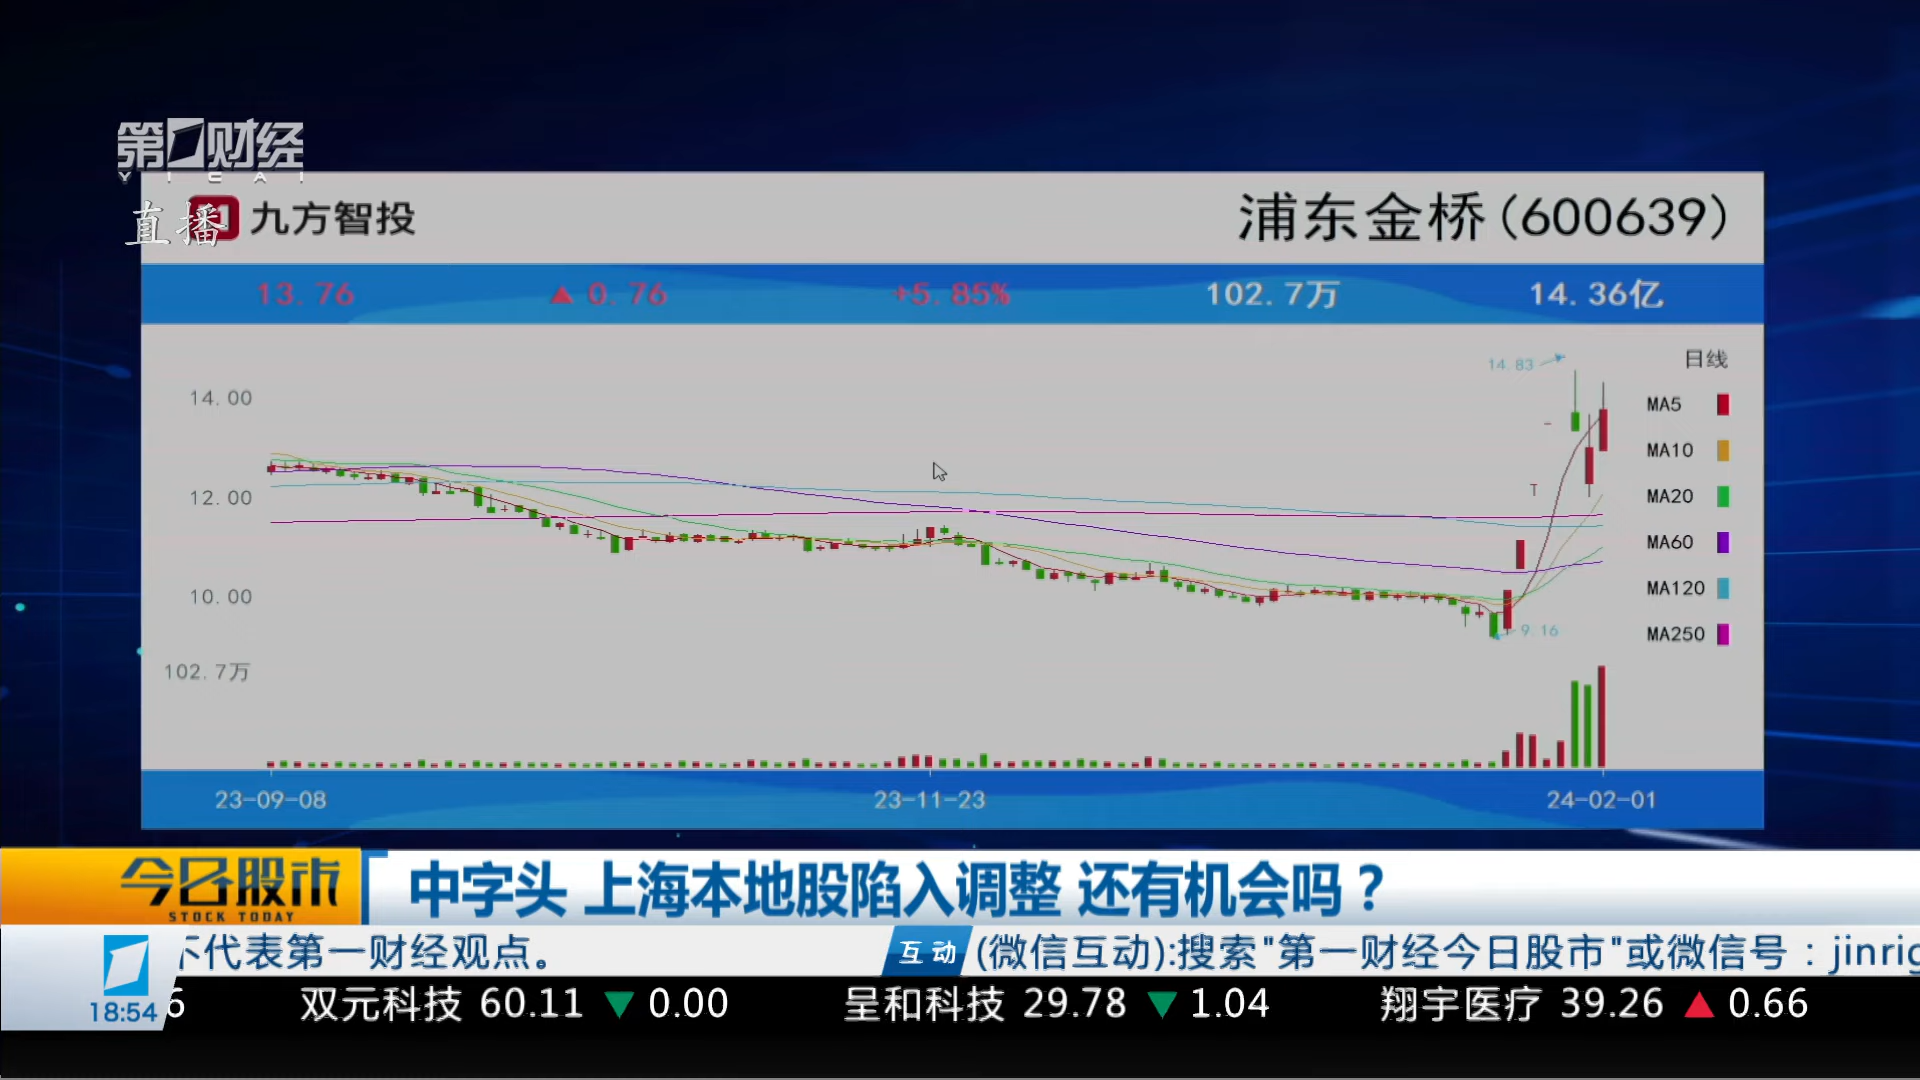 第一财经
YICAI
直播
九方智投
浦东金桥(600639)
13.76 ▲ 0.76 +5.85% 102.7万 14.36亿
14.83
日线
14.00
12.00
10.00
102.7万
9.16
MA5
MA10
MA20
MA60
MA120
MA250
23-09-08 23-11-23 24-02-01
今日股市
STOCK TODAY
中字头 上海本地股陷入调整 还有机会吗？
代表第一财经观点。 互动 (微信互动):搜索"第一财经今日股市"或微信号：jinrig
18:54
6 双元科技 60.11 ▼ 0.00 呈和科技 29.78 ▼ 1.04 翔宇医疗 39.26 ▲ 0.66